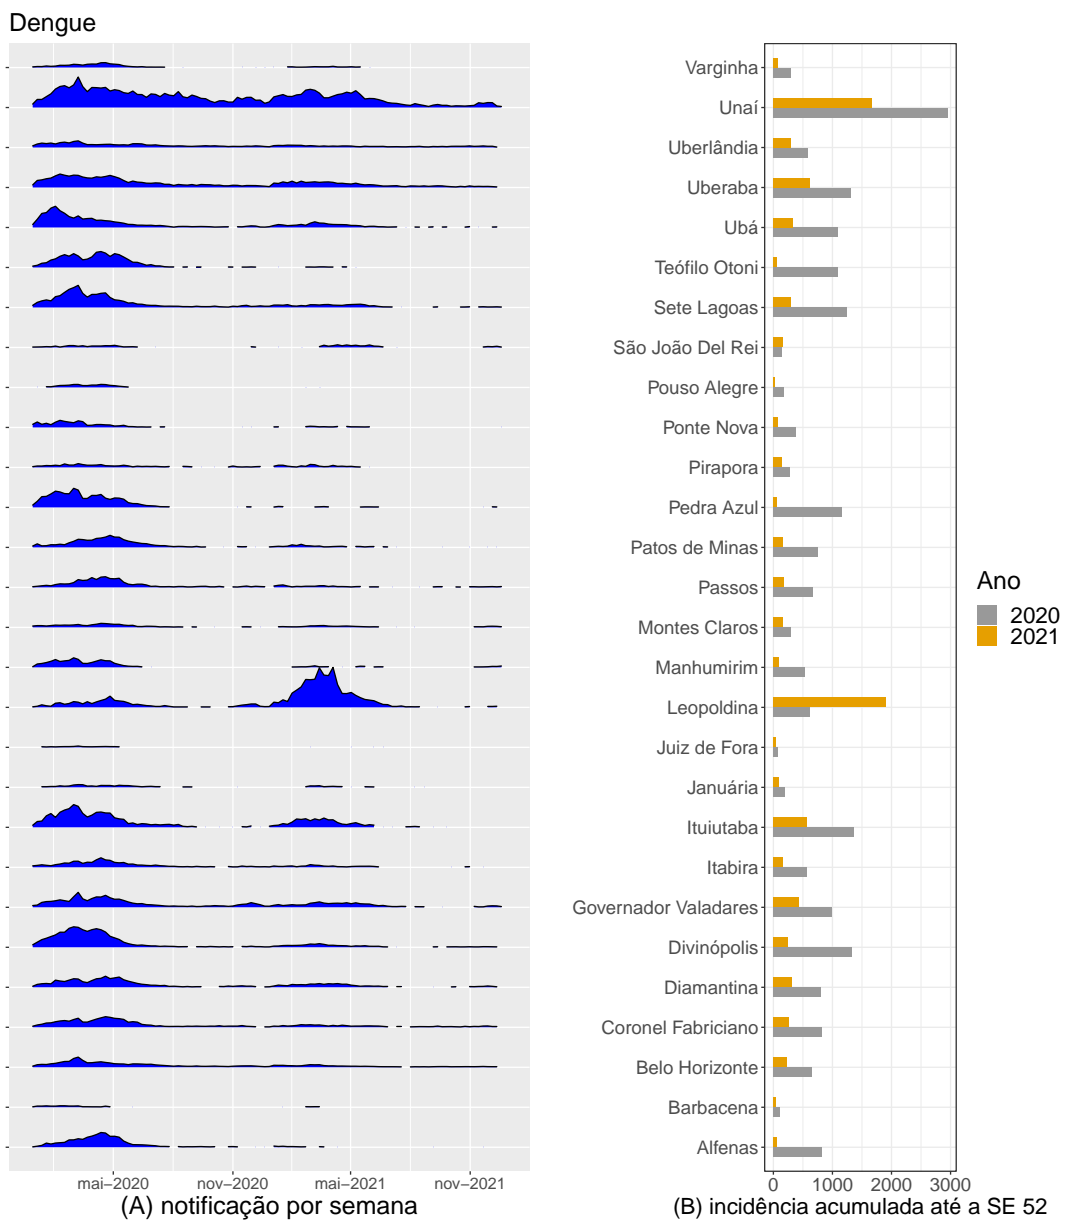 Dengue
Varginha
Unaí
Uberlândia
Uberaba
Ubá
Teófilo Otoni
Sete Lagoas
São João Del Rei
Pouso Alegre
Ponte Nova
Pirapora
Pedra Azul
Patos de Minas
Passos
Montes Claros
Manhumirim
Leopoldina
Juiz de Fora
Januária
Ituiutaba
Itabira
Governador Valadares
Divinópolis
Diamantina
Coronel Fabriciano
Belo Horizonte
Barbacena
Alfenas
Ano
2020
2021
mai–2020 nov–2020 mai–2021 nov–2021
0 1000 2000 3000
(A) notificação por semana
(B) incidência acumulada até a SE 52